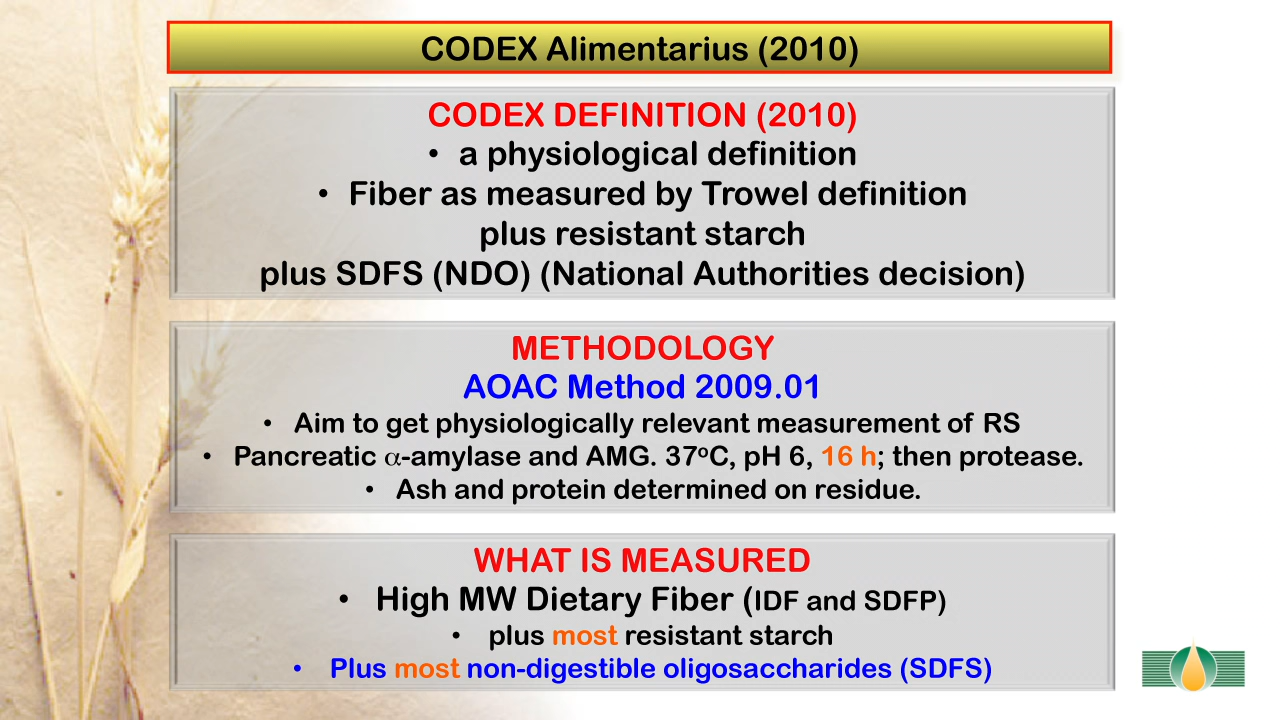 CODEX Alimentarius (2010)
CODEX DEFINITION (2010)
• a physiological definition
• Fiber as measured by Trowel definition
plus resistant starch
plus SDFS (NDO) (National Authorities decision)
METHODOLOGY
AOAC Method 2009.01
• Aim to get physiologically relevant measurement of RS
• Pancreatic α-amylase and AMG. 37°C, pH 6, 16 h; then protease.
• Ash and protein determined on residue.
WHAT IS MEASURED
• High MW Dietary Fiber (IDF and SDFP)
• plus most resistant starch
• Plus most non-digestible oligosaccharides (SDFS)